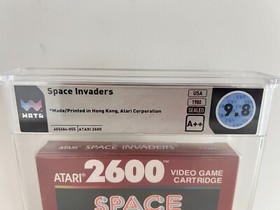 Space Invaders
*Made/Printed in Hong Kong, Atari Corporation
USA
1980
SEALED
A++
9.8
WATA
ATARI 2600
SPACE INVADERS
ATARI 2600 VIDEO GAME CARTRIDGE
SPACE